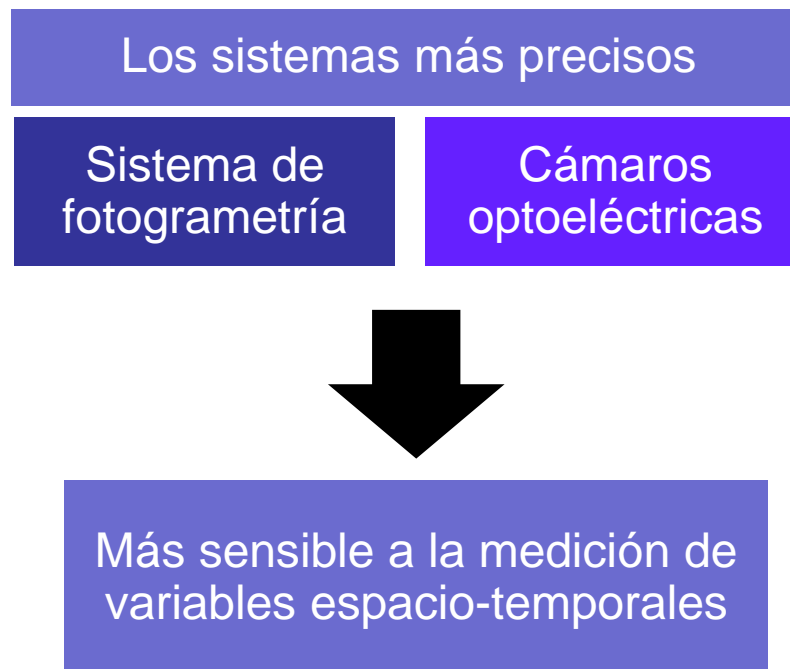 Los sistemas más precisos
Sistema de
fotogrametría
Cámaros
optoeléctricas
Más sensible a la medición de
variables espacio-temporales